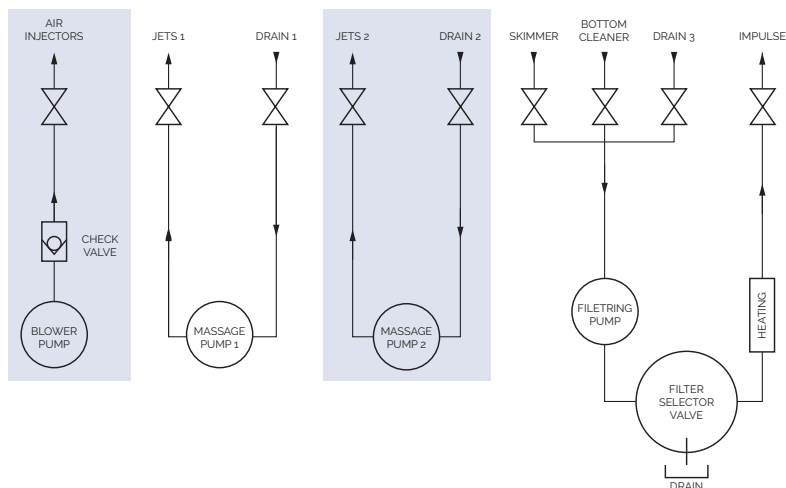 AIR
INJECTORS
JETS 1
DRAIN 1
JETS 2
DRAIN 2
SKIMMER
BOTTOM
CLEANER
DRAIN 3
IMPULSE
CHECK
VALVE
BLOWER
PUMP
MASSAGE
PUMP 1
MASSAGE
PUMP 2
FILETRING
PUMP
HEATING
FILTER
SELECTOR
VALVE
DRAIN